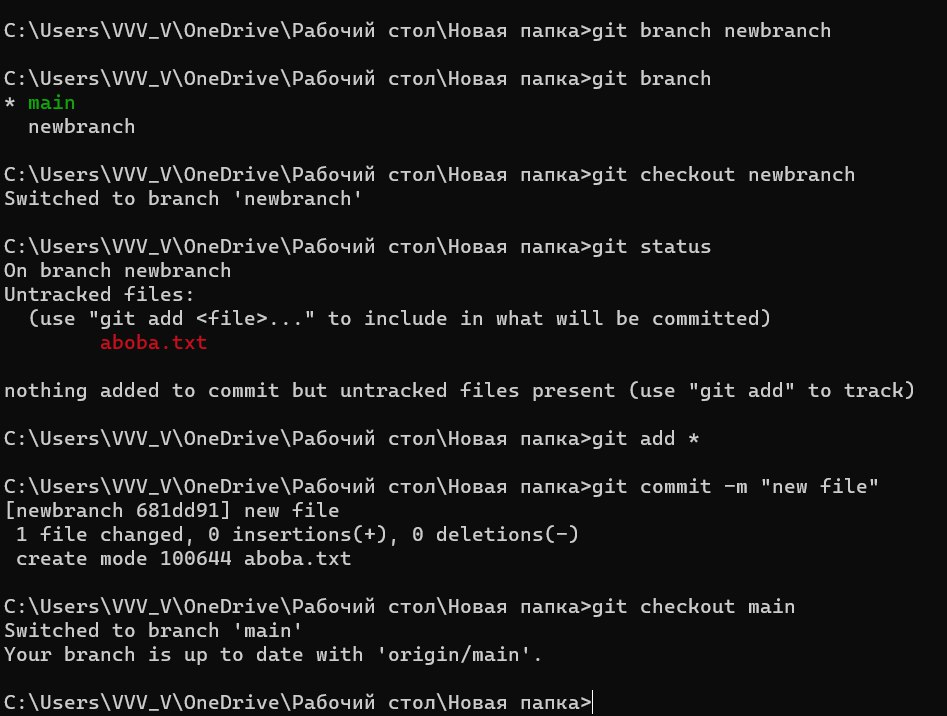 C:\Users\VVV_V\OneDrive\Рабочий стол\Новая папка>git branch newbranch
C:\Users\VVV_V\OneDrive\Рабочий стол\Новая папка>git branch
* main
  newbranch
C:\Users\VVV_V\OneDrive\Рабочий стол\Новая папка>git checkout newbranch
Switched to branch 'newbranch'
C:\Users\VVV_V\OneDrive\Рабочий стол\Новая папка>git status
On branch newbranch
Untracked files:
  (use "git add <file>..." to include in what will be committed)
        aboba.txt
nothing added to commit but untracked files present (use "git add" to track)
C:\Users\VVV_V\OneDrive\Рабочий стол\Новая папка>git add *
C:\Users\VVV_V\OneDrive\Рабочий стол\Новая папка>git commit -m "new file"
[newbranch 681dd91] new file
 1 file changed, 0 insertions(+), 0 deletions(-)
 create mode 100644 aboba.txt
C:\Users\VVV_V\OneDrive\Рабочий стол\Новая папка>git checkout main
Switched to branch 'main'
Your branch is up to date with 'origin/main'.
C:\Users\VVV_V\OneDrive\Рабочий стол\Новая папка>